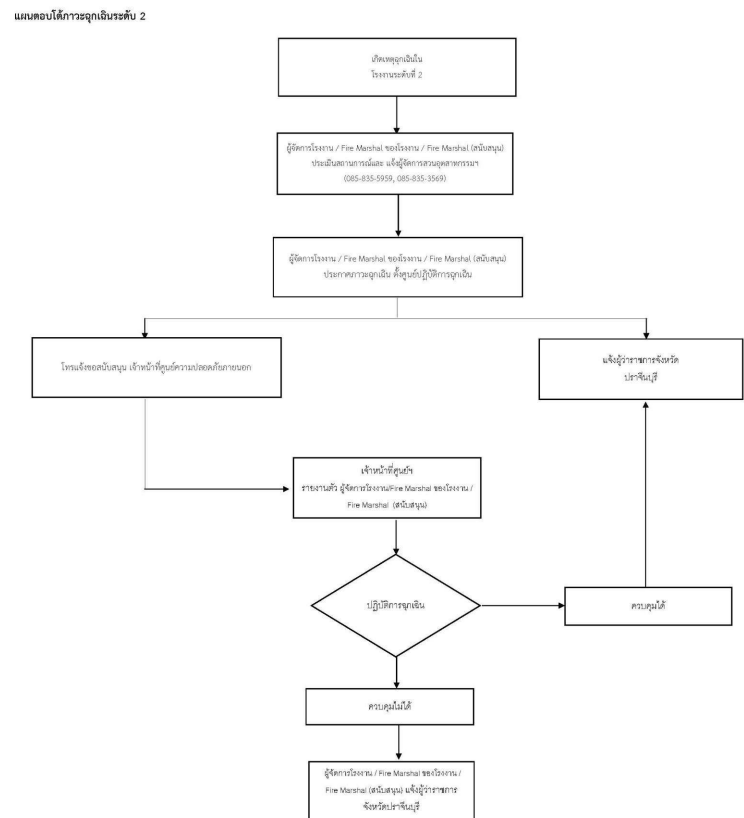 แผนตอบโต้ภาวะฉุกเฉินระดับ 2
เกิดเหตุฉุกเฉินใน
โรงงานระดับที่ 2
ผู้จัดการโรงงาน / Fire Marshal ของโรงงาน / Fire Marshal (สนับสนุน)
ประเมินสถานการณ์และ แจ้งผู้จัดการสวนอุตสาหกรรมฯ
(085-835-5959, 085-835-3569)
ผู้จัดการโรงงาน / Fire Marshal ของโรงงาน / Fire Marshal (สนับสนุน)
ประกาศภาวะฉุกเฉิน ตั้งศูนย์ปฏิบัติการฉุกเฉิน
โทรแจ้งขอสนับสนุน เจ้าหน้าที่ศูนย์ความปลอดภัยภายนอก
แจ้งผู้ว่าราชการจังหวัด
ปราจีนบุรี
เจ้าหน้าที่ศูนย์ฯ
รายงานตัว ผู้จัดการโรงงาน/Fire Marshal ของโรงงาน /
Fire Marshal (สนับสนุน)
ปฏิบัติการฉุกเฉิน
ควบคุมได้
ควบคุมไม่ได้
ผู้จัดการโรงงาน / Fire Marshal ของโรงงาน /
Fire Marshal (สนับสนุน) แจ้งผู้ว่าราชการ
จังหวัดปราจีนบุรี